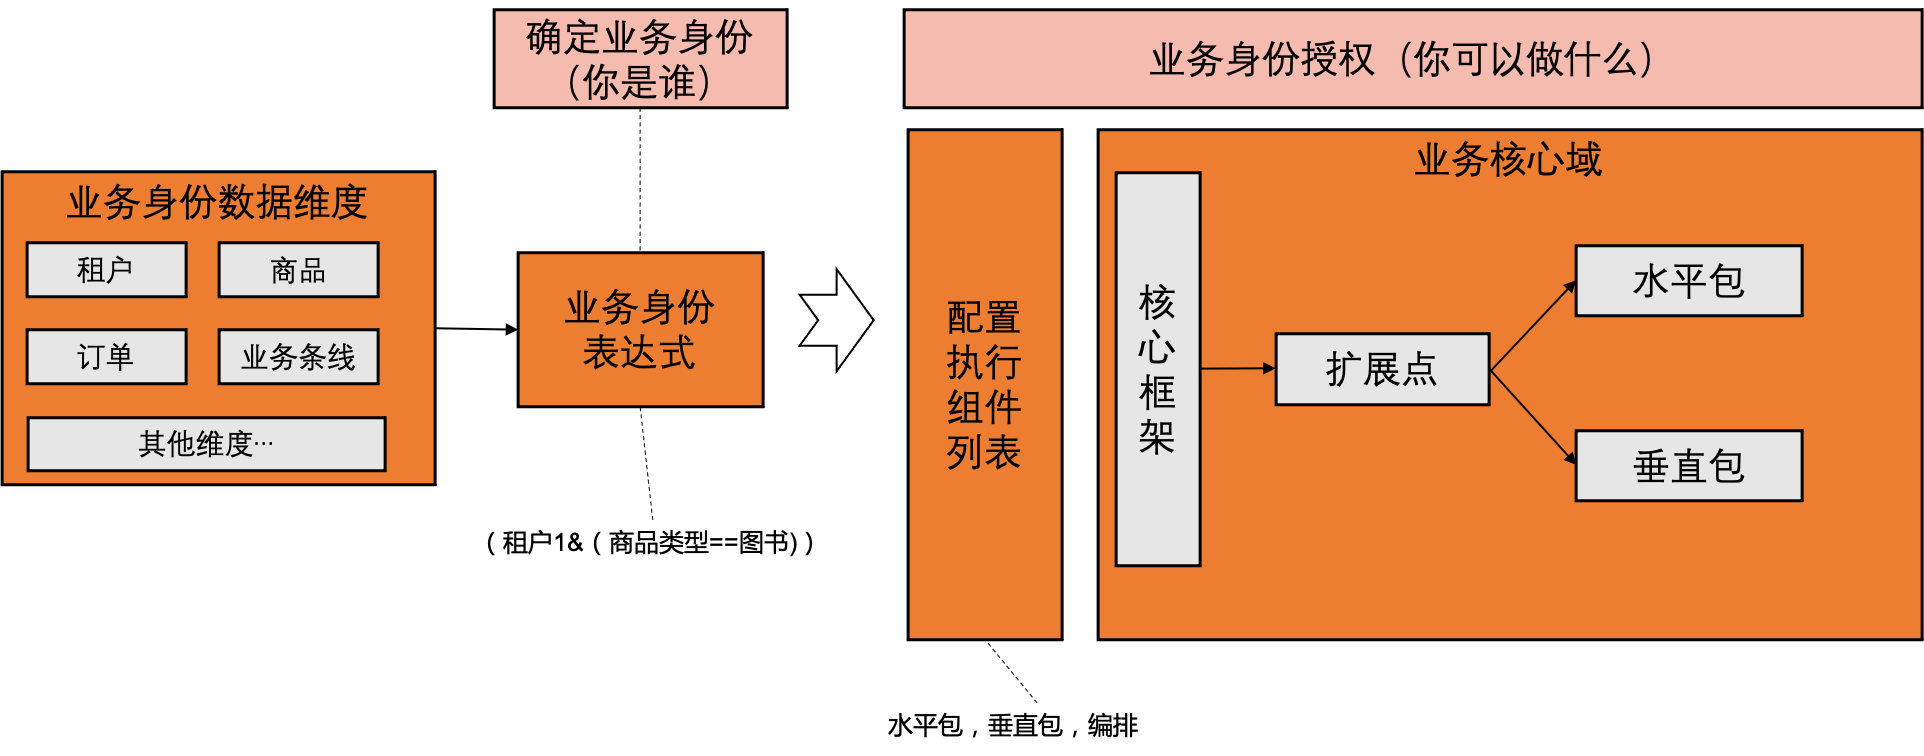 确定业务身份
（你是谁）
业务身份授权（你可以做什么）
业务身份数据维度
租户
商品
订单
业务条线
其他维度···
业务身份
表达式
（租户1&（商品类型==图书)）
配置
执行
组件
列表
水平包，垂直包，编排
业务核心域
核
心
框
架
扩展点
水平包
垂直包